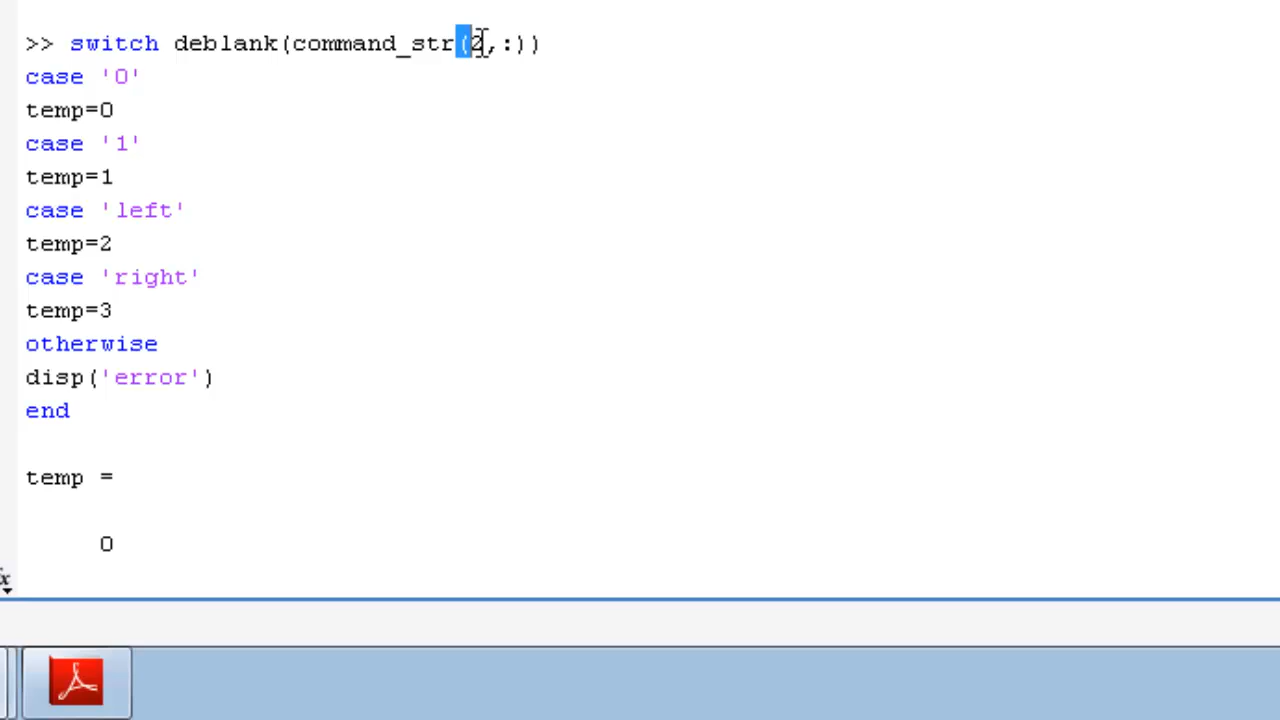 >> switch deblank(command_str(2,:))
case '0'
temp=0
case '1'
temp=1
case 'left'
temp=2
case 'right'
temp=3
otherwise
disp('error')
end
temp =
0